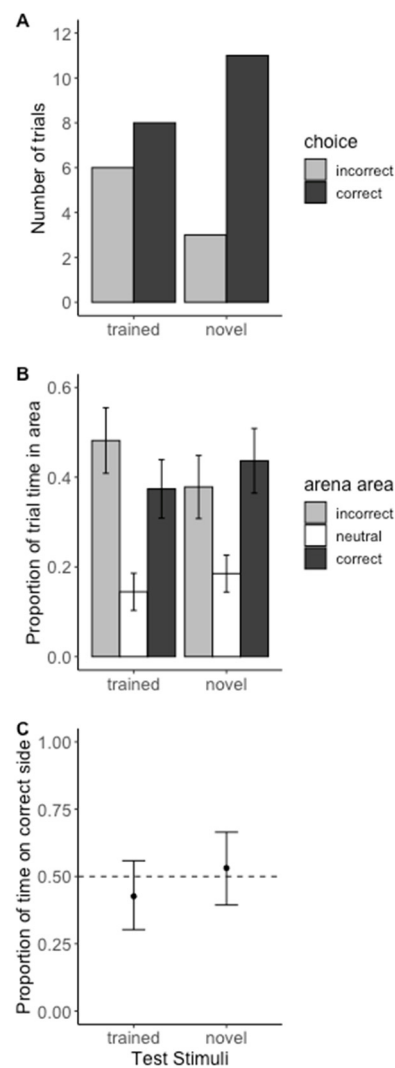 A
Number of trials
12
10
8
6
4
2
0
trained novel
choice
incorrect
correct
B
Proportion of trial time in area
0.6
0.4
0.2
0.0
trained novel
arena area
incorrect
neutral
correct
C
Proportion of time on correct side
1.00
0.75
0.50
0.25
0.00
trained novel
Test Stimuli